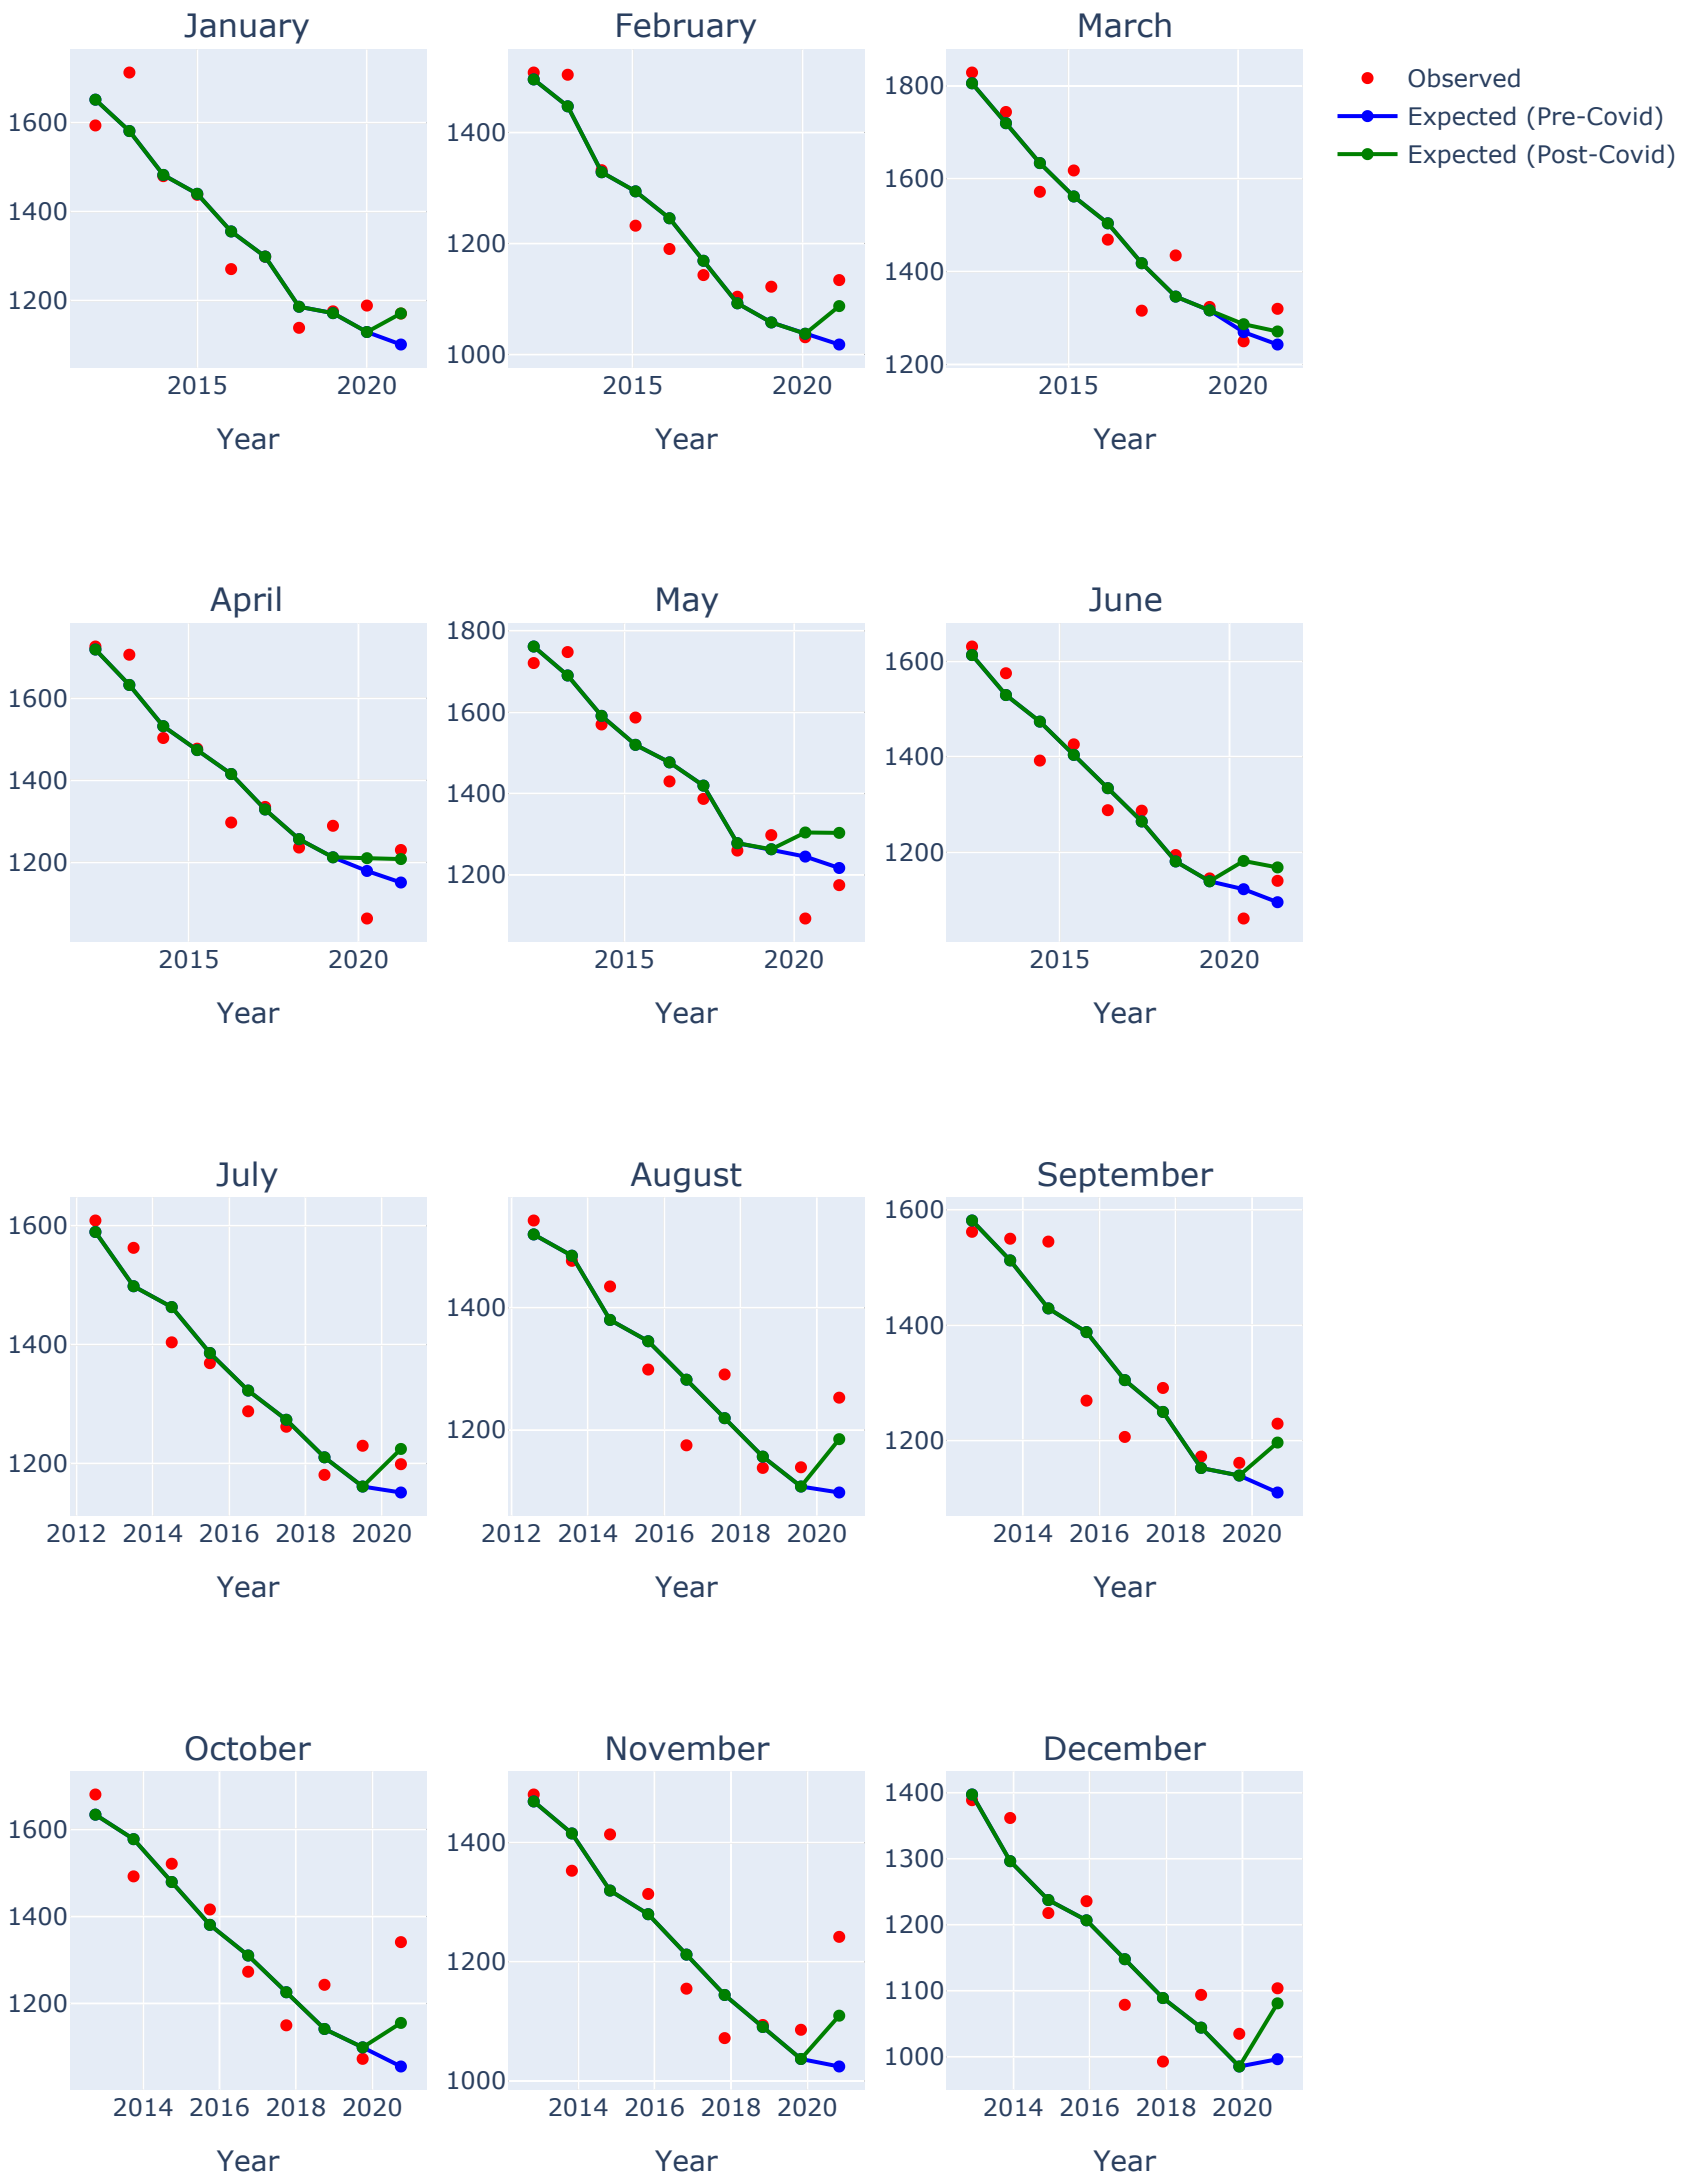 January
February
March
Observed
Expected (Pre-Covid)
Expected (Post-Covid)
1600
1400
1200
2015 2020
Year
1400
1200
1000
2015 2020
Year
1800
1600
1400
1200
2015 2020
Year
April
May
June
1600
1400
1200
2015 2020
Year
1800
1600
1400
1200
2015 2020
Year
1600
1400
1200
2015 2020
Year
July
August
September
1600
1400
1200
2012 2014 2016 2018 2020
Year
1400
1200
2012 2014 2016 2018 2020
Year
1600
1400
1200
2014 2016 2018 2020
Year
October
November
December
1600
1400
1200
2014 2016 2018 2020
Year
1400
1200
1000
2014 2016 2018 2020
Year
1400
1300
1200
1100
1000
2014 2016 2018 2020
Year